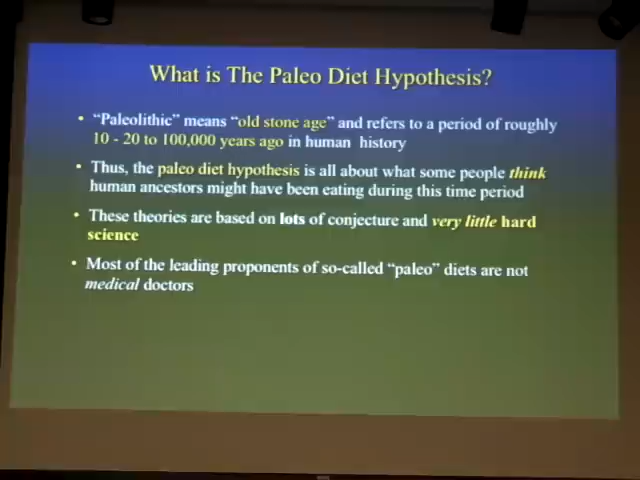 What is The Paleo Diet Hypothesis?
• “Paleolithic” means “old stone age” and refers to a period of roughly
10 - 20 to 100,000 years ago in human history
• Thus, the paleo diet hypothesis is all about what some people think
human ancestors might have been eating during this time period
• These theories are based on lots of conjecture and very little hard
science
• Most of the leading proponents of so-called “paleo” diets are not
medical doctors